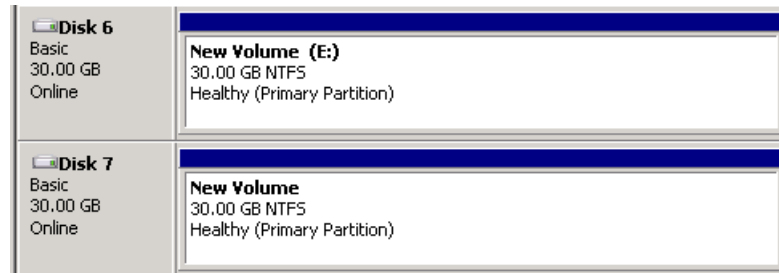 Disk 6
Basic
30.00 GB
Online
New Volume (E:)
30.00 GB NTFS
Healthy (Primary Partition)
Disk 7
Basic
30.00 GB
Online
New Volume
30.00 GB NTFS
Healthy (Primary Partition)